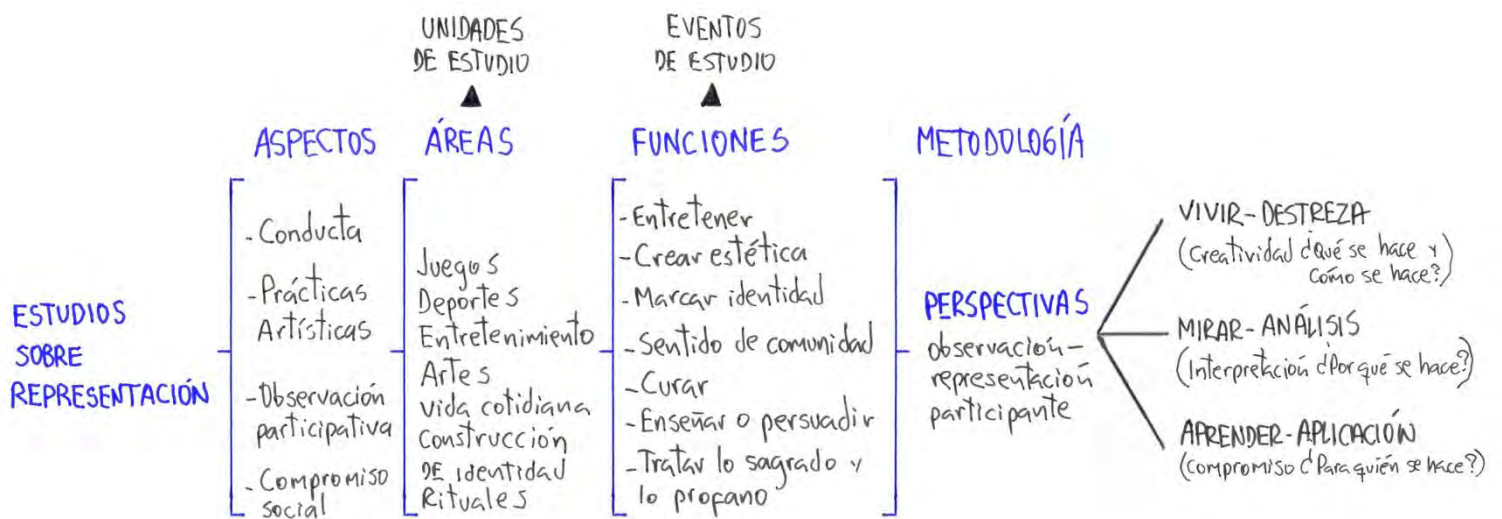 UNIDADES
DE ESTUDIO
EVENTOS
DE ESTUDIO
ASPECTOS
ÁREAS
FUNCIONES
METODOLOGÍA
ESTUDIOS
SOBRE
REPRESENTACIÓN
-Conducta
-Prácticas
Artísticas
-Observación
participativa
-Compromiso
social
Juegos
Deportes
Entretenimiento
Artes
vida cotidiana
construcción
DE identidad
Rituales
-Entretener
-Crear estética
-Marcar identidad
-Sentido de comunidad
-Curar
-Enseñar o persuadir
-Tratar lo sagrado y
lo profano
PERSPECTIVAS
observación-
representación
participante
VIVIR-DESTREZA
(Creatividad ¿Qué se hace y
Cómo se hace?)
MIRAR-ANÁLISIS
(Interpretación ¿Por qué se hace?)
APRENDER-APLICACIÓN
(compromiso ¿Para quién se hace?)